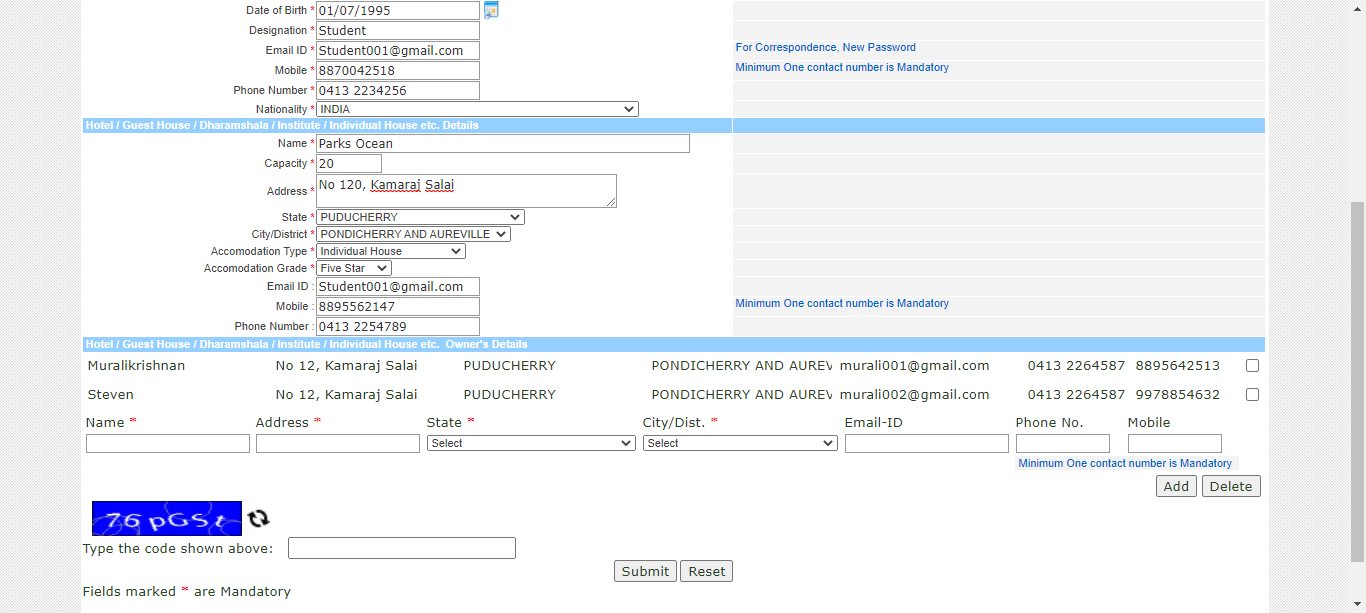 Date of Birth * 01/07/1995
Designation * Student
Email ID * Student001@gmail.com For Correspondence, New Password
Mobile * 8870042518 Minimum One contact number is Mandatory
Phone Number * 0413 2234256
Nationality * INDIA
Hotel / Guest House / Dharamshala / Institute / Individual House etc. Details
Name * Parks Ocean
Capacity * 20
Address * No 120, Kamaraj Salai
State * PUDUCHERRY
City/District * PONDICHERRY AND AUREVILLE
Accomodation Type * Individual House
Accomodation Grade * Five Star
Email ID : Student001@gmail.com
Mobile : 8895562147 Minimum One contact number is Mandatory
Phone Number : 0413 2254789
Hotel / Guest House / Dharamshala / Institute / Individual House etc. Owner's Details
Muralikrishnan No 12, Kamaraj Salai PUDUCHERRY PONDICHERRY AND AUREV murali001@gmail.com 0413 2264587 8895642513
Steven No 12, Kamaraj Salai PUDUCHERRY PONDICHERRY AND AUREV murali002@gmail.com 0413 2264587 9978854632
Name * Address * State * City/Dist. * Email-ID Phone No. Mobile
Select Select
Minimum One contact number is Mandatory
Add Delete
76pGSt
Type the code shown above:
Submit Reset
Fields marked * are Mandatory